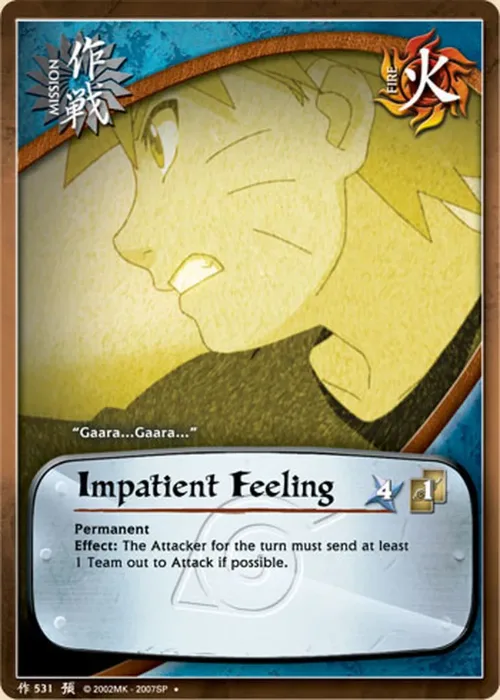 MISSION
作戦
FIRE
火
"Gaara...Gaara..."
Impatient Feeling
4
1
Permanent
Effect: The Attacker for the turn must send at least
1 Team out to Attack if possible.
作 531 張 © 2002MK - 2007SP